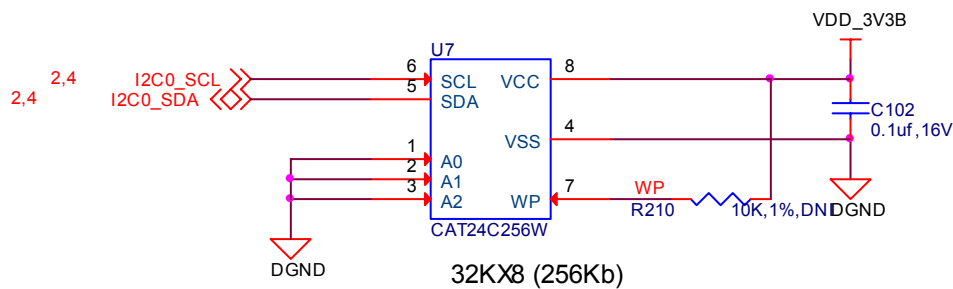 VDD_3V3B
U7
2,4 I2C0_SCL 6 SCL VCC 8
2,4 I2C0_SDA 5 SDA
C102
0.1uf,16V
VSS 4
1 A0
2 A1
3 A2 WP 7 WP
R210 10K,1%,DNI DGND
CAT24C256W
DGND
32KX8 (256Kb)